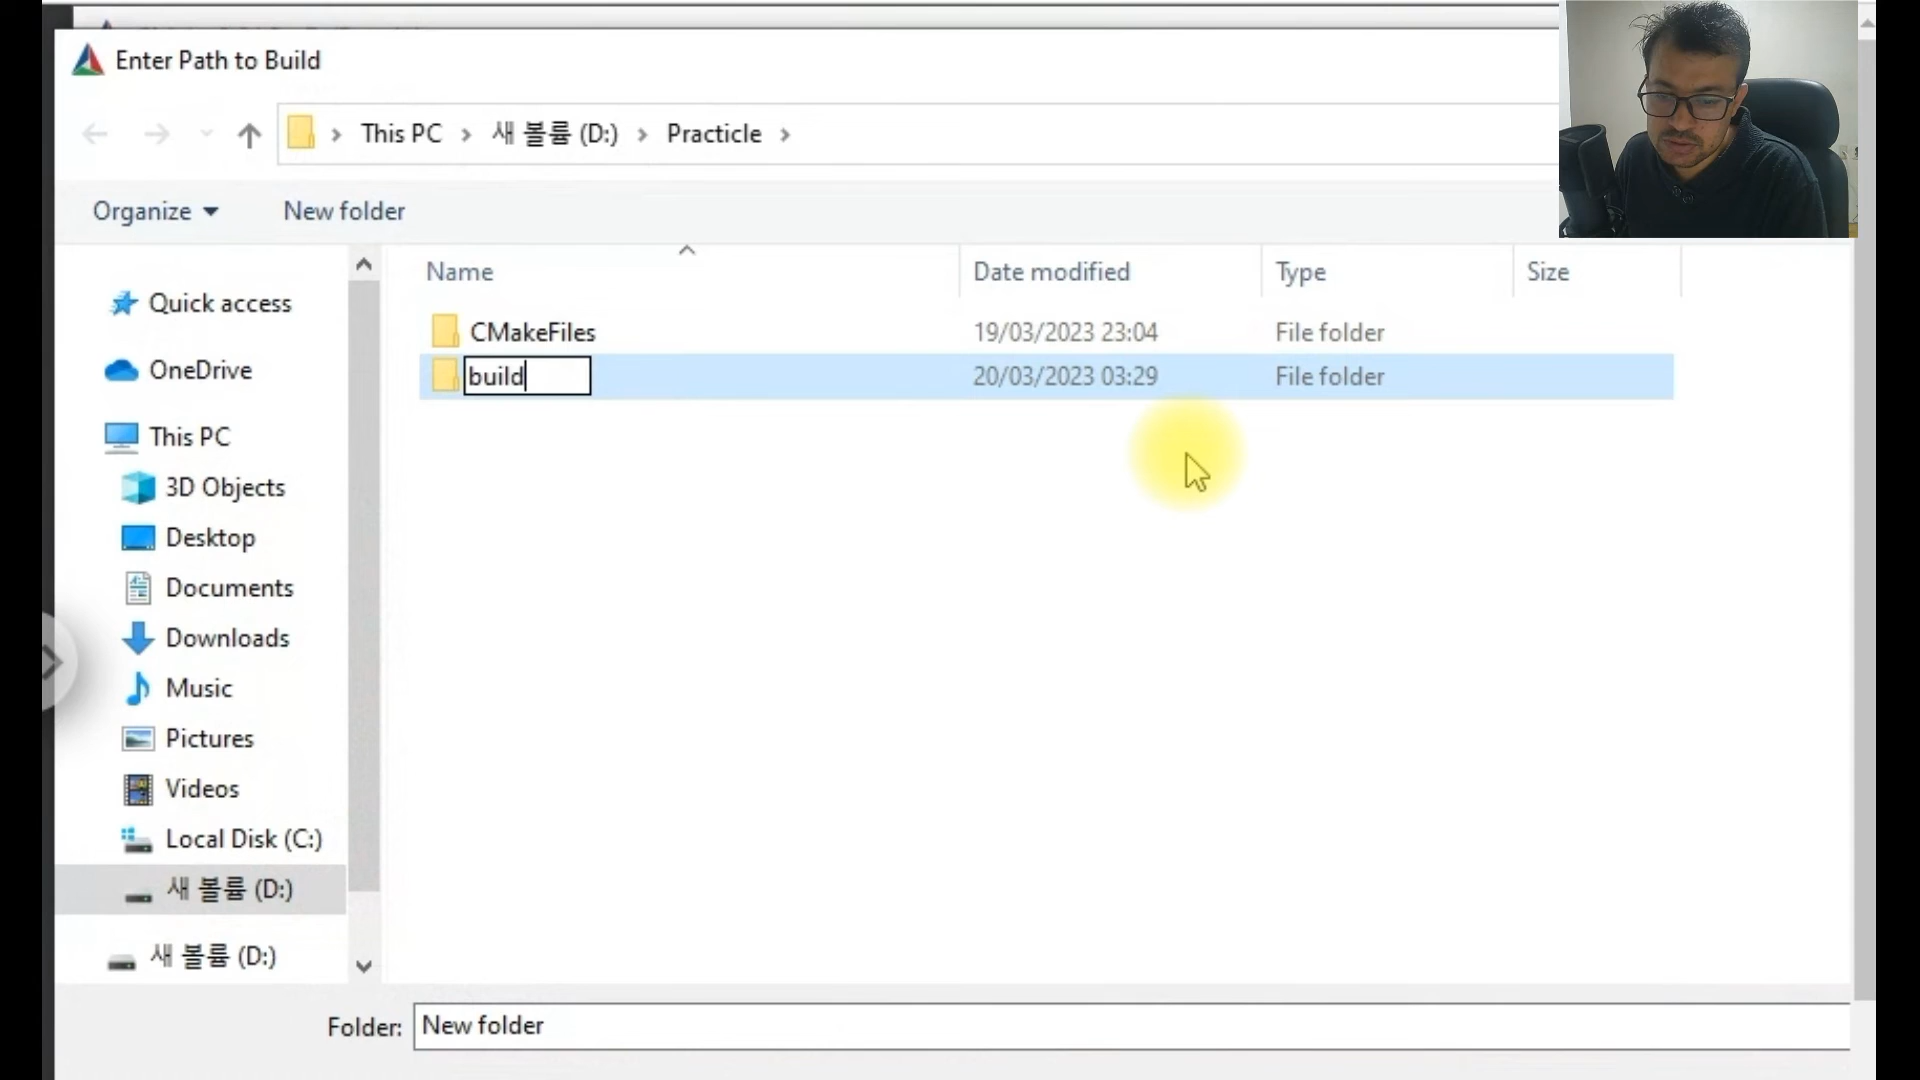 Enter Path to Build
This PC 새 볼륨 (D:) Practicle
Organize New folder
Name Date modified Type Size
CMakeFiles 19/03/2023 23:04 File folder
build 20/03/2023 03:29 File folder
Quick access
OneDrive
This PC
3D Objects
Desktop
Documents
Downloads
Music
Pictures
Videos
Local Disk (C:)
새 볼륨 (D:)
새 볼륨 (D:)
Folder: New folder